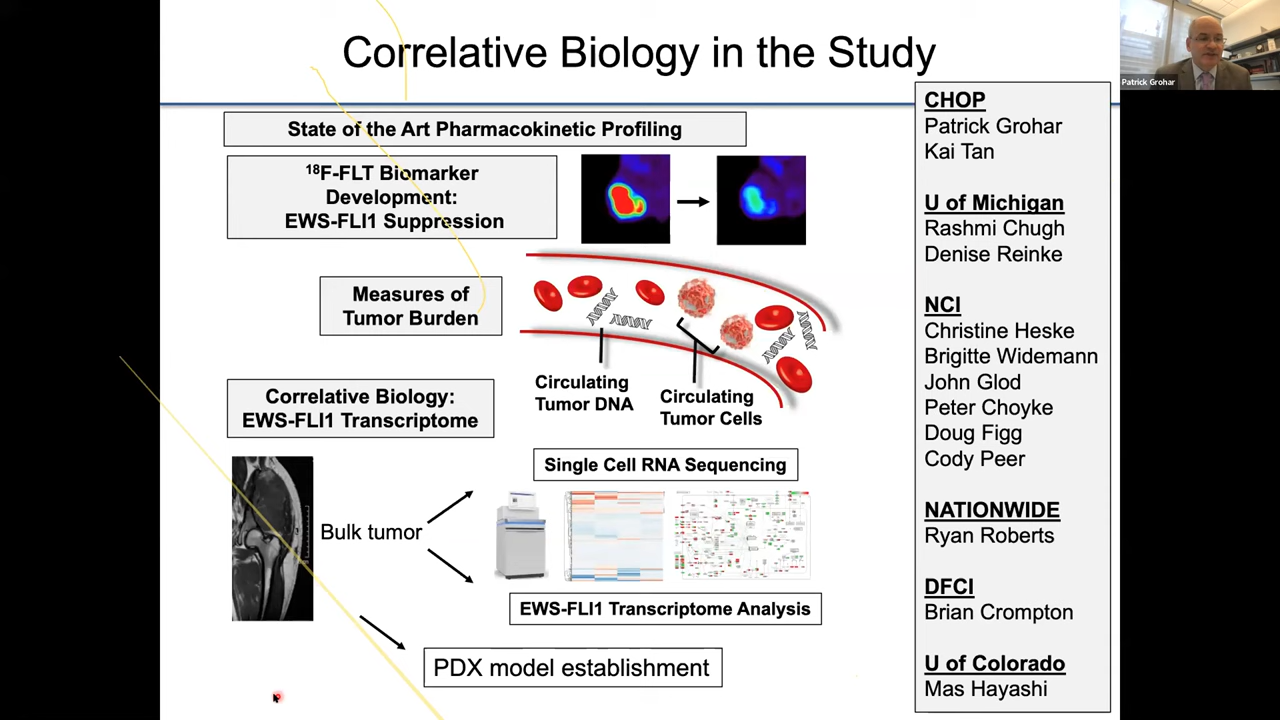 Correlative Biology in the Study
Patrick Grohar
State of the Art Pharmacokinetic Profiling
¹⁸F-FLT Biomarker
Development:
EWS-FLI1 Suppression
Measures of
Tumor Burden
Circulating
Tumor DNA
Circulating
Tumor Cells
Correlative Biology:
EWS-FLI1 Transcriptome
Single Cell RNA Sequencing
Bulk tumor
EWS-FLI1 Transcriptome Analysis
PDX model establishment
CHOP
Patrick Grohar
Kai Tan
U of Michigan
Rashmi Chugh
Denise Reinke
NCI
Christine Heske
Brigitte Widemann
John Glod
Peter Choyke
Doug Figg
Cody Peer
NATIONWIDE
Ryan Roberts
DFCI
Brian Crompton
U of Colorado
Mas Hayashi